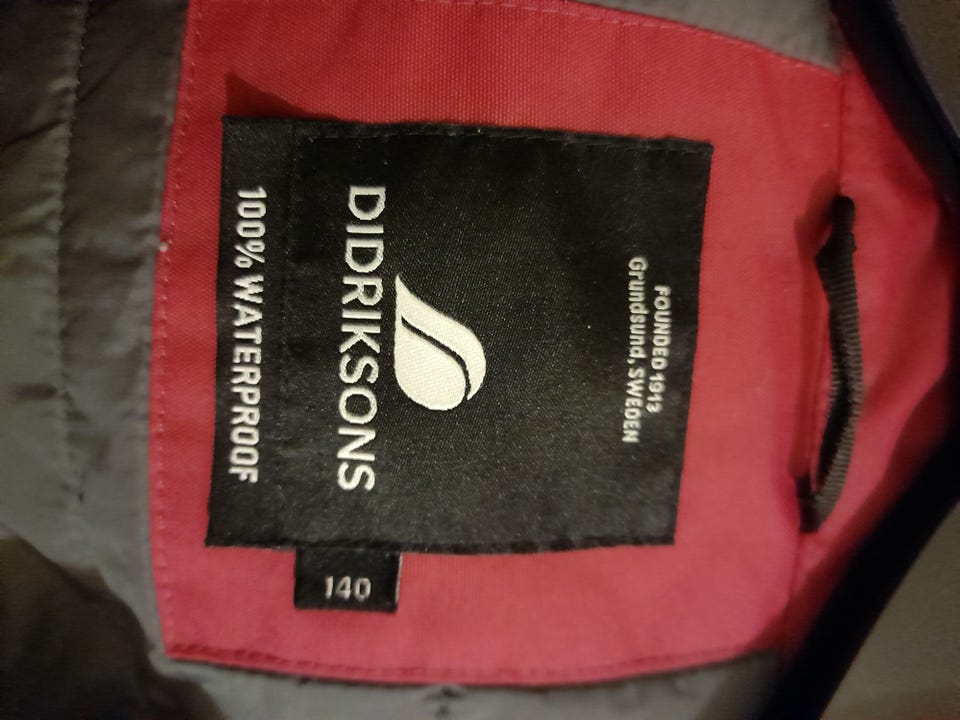 FOUNDED 1913
Grundsund, SWEDEN
DIDRIKSONS
100% WATERPROOF
140